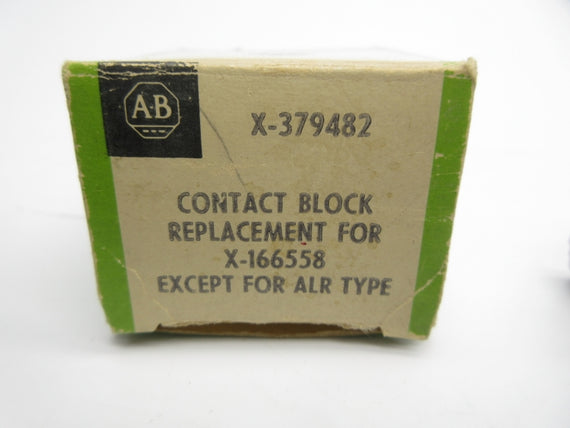 A-B
X-379482
CONTACT BLOCK
REPLACEMENT FOR
X-166558
EXCEPT FOR ALR TYPE